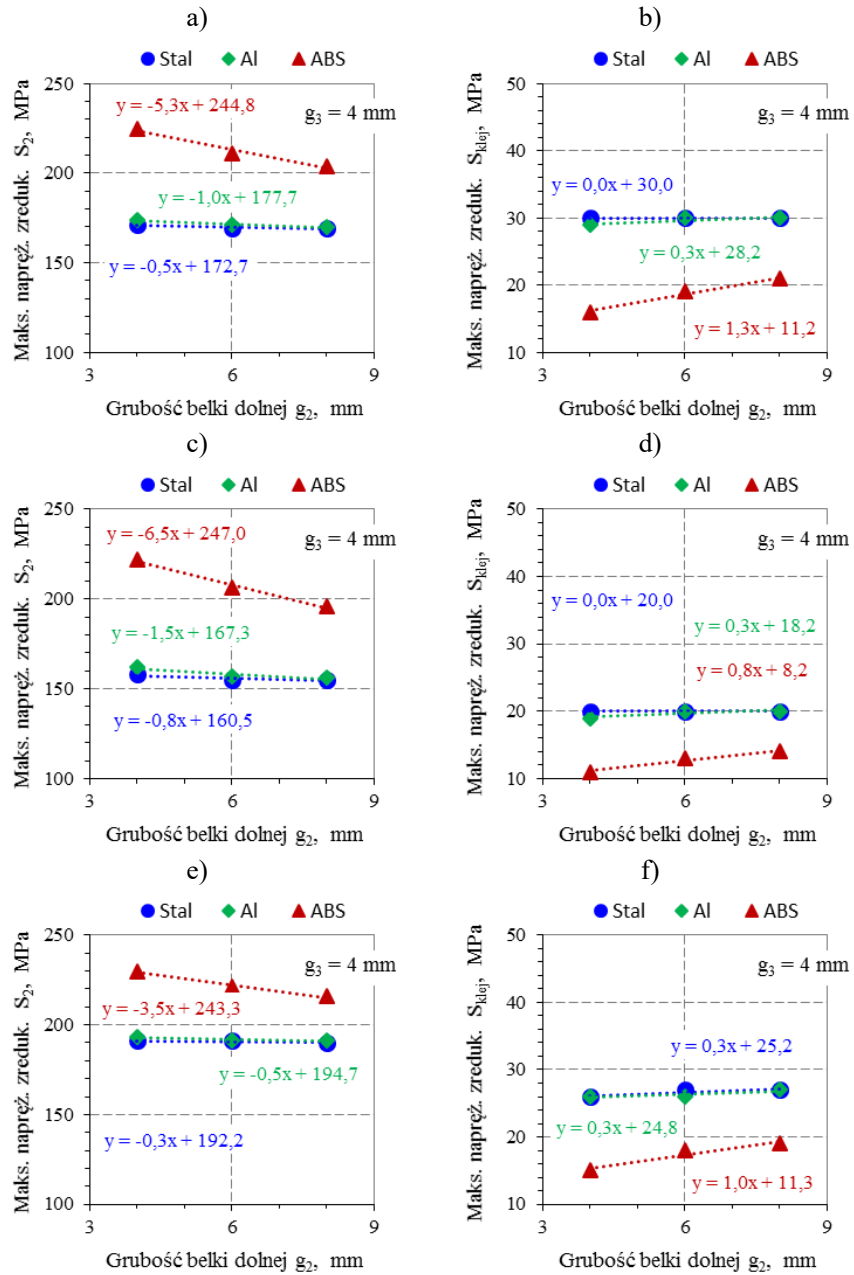 a)
Stal Al ABS
Maks. napręż. zreduk. S₂, MPa
250
200
150
100
y = -5,3x + 244,8
g₃ = 4 mm
y = -1,0x + 177,7
y = -0,5x + 172,7
3 6 9
Grubość belki dolnej g₂, mm
b)
Stal Al ABS
Maks. napręż. zreduk. Sₖₗₑⱼ, MPa
50
40
30
20
10
g₃ = 4 mm
y = 0,0x + 30,0
y = 0,3x + 28,2
y = 1,3x + 11,2
3 6 9
Grubość belki dolnej g₂, mm
c)
Stal Al ABS
Maks. napręż. zreduk. S₂, MPa
250
200
150
100
y = -6,5x + 247,0
g₃ = 4 mm
y = -1,5x + 167,3
y = -0,8x + 160,5
3 6 9
Grubość belki dolnej g₂, mm
d)
Stal Al ABS
Maks. napręż. zreduk. Sₖₗₑⱼ, MPa
50
40
30
20
10
g₃ = 4 mm
y = 0,0x + 20,0
y = 0,3x + 18,2
y = 0,8x + 8,2
3 6 9
Grubość belki dolnej g₂, mm
e)
Stal Al ABS
Maks. napręż. zreduk. S₂, MPa
250
200
150
100
g₃ = 4 mm
y = -3,5x + 243,3
y = -0,5x + 194,7
y = -0,3x + 192,2
3 6 9
Grubość belki dolnej g₂, mm
f)
Stal Al ABS
Maks. napręż. zreduk. Sₖₗₑⱼ, MPa
50
40
30
20
10
g₃ = 4 mm
y = 0,3x + 25,2
y = 0,3x + 24,8
y = 1,0x + 11,3
3 6 9
Grubość belki dolnej g₂, mm